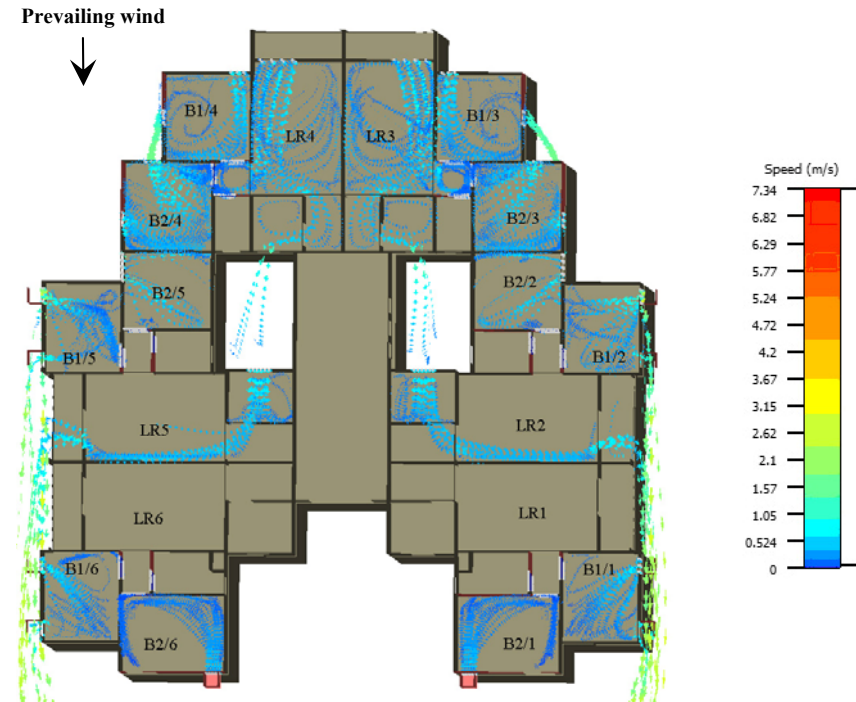 Prevailing wind
B1/4
LR4
LR3
B1/3
B2/4
B2/3
B2/5
B2/2
B1/5
B1/2
LR5
LR2
LR6
LR1
B1/6
B1/1
B2/6
B2/1
Speed (m/s)
7.34
6.82
6.29
5.77
5.24
4.72
4.2
3.67
3.15
2.62
2.1
1.57
1.05
0.524
0